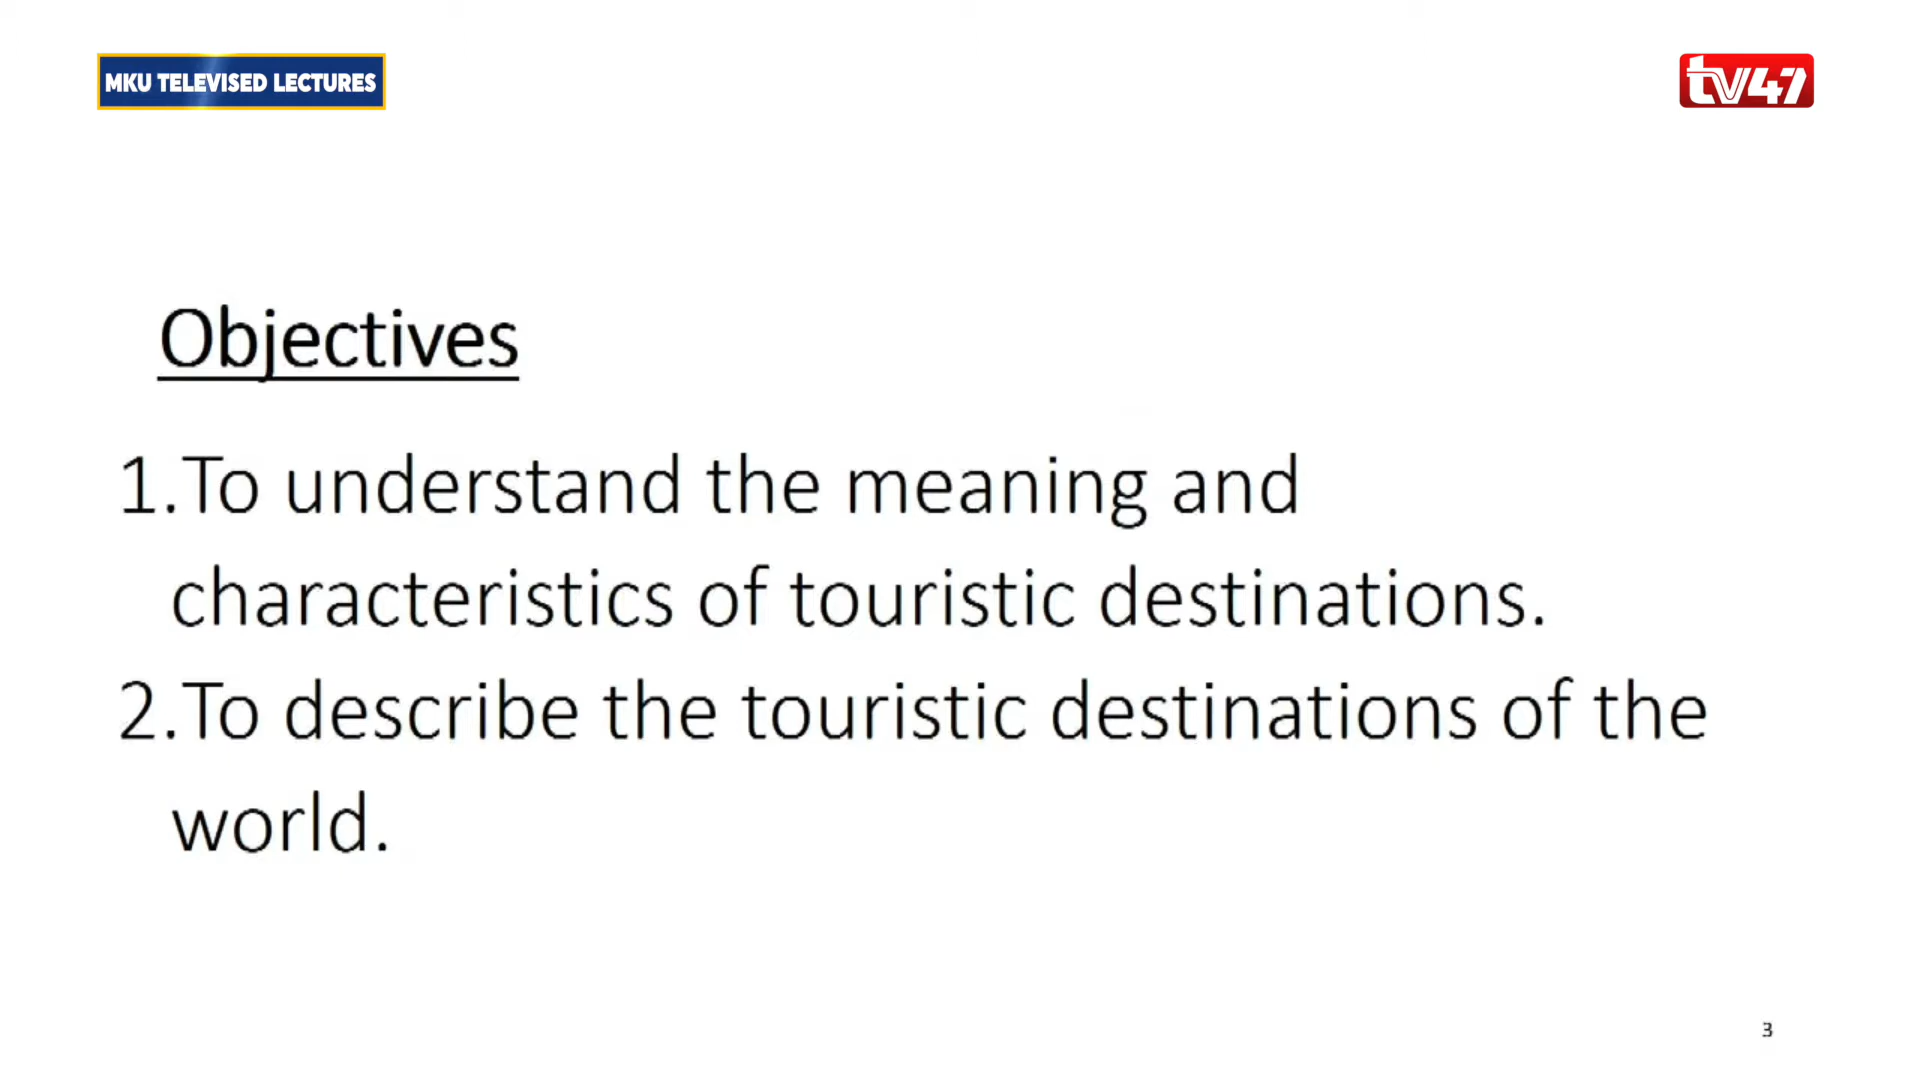 MKU TELEVISED LECTURES
tv47
Objectives
1.To understand the meaning and
characteristics of touristic destinations.
2.To describe the touristic destinations of the
world.
3